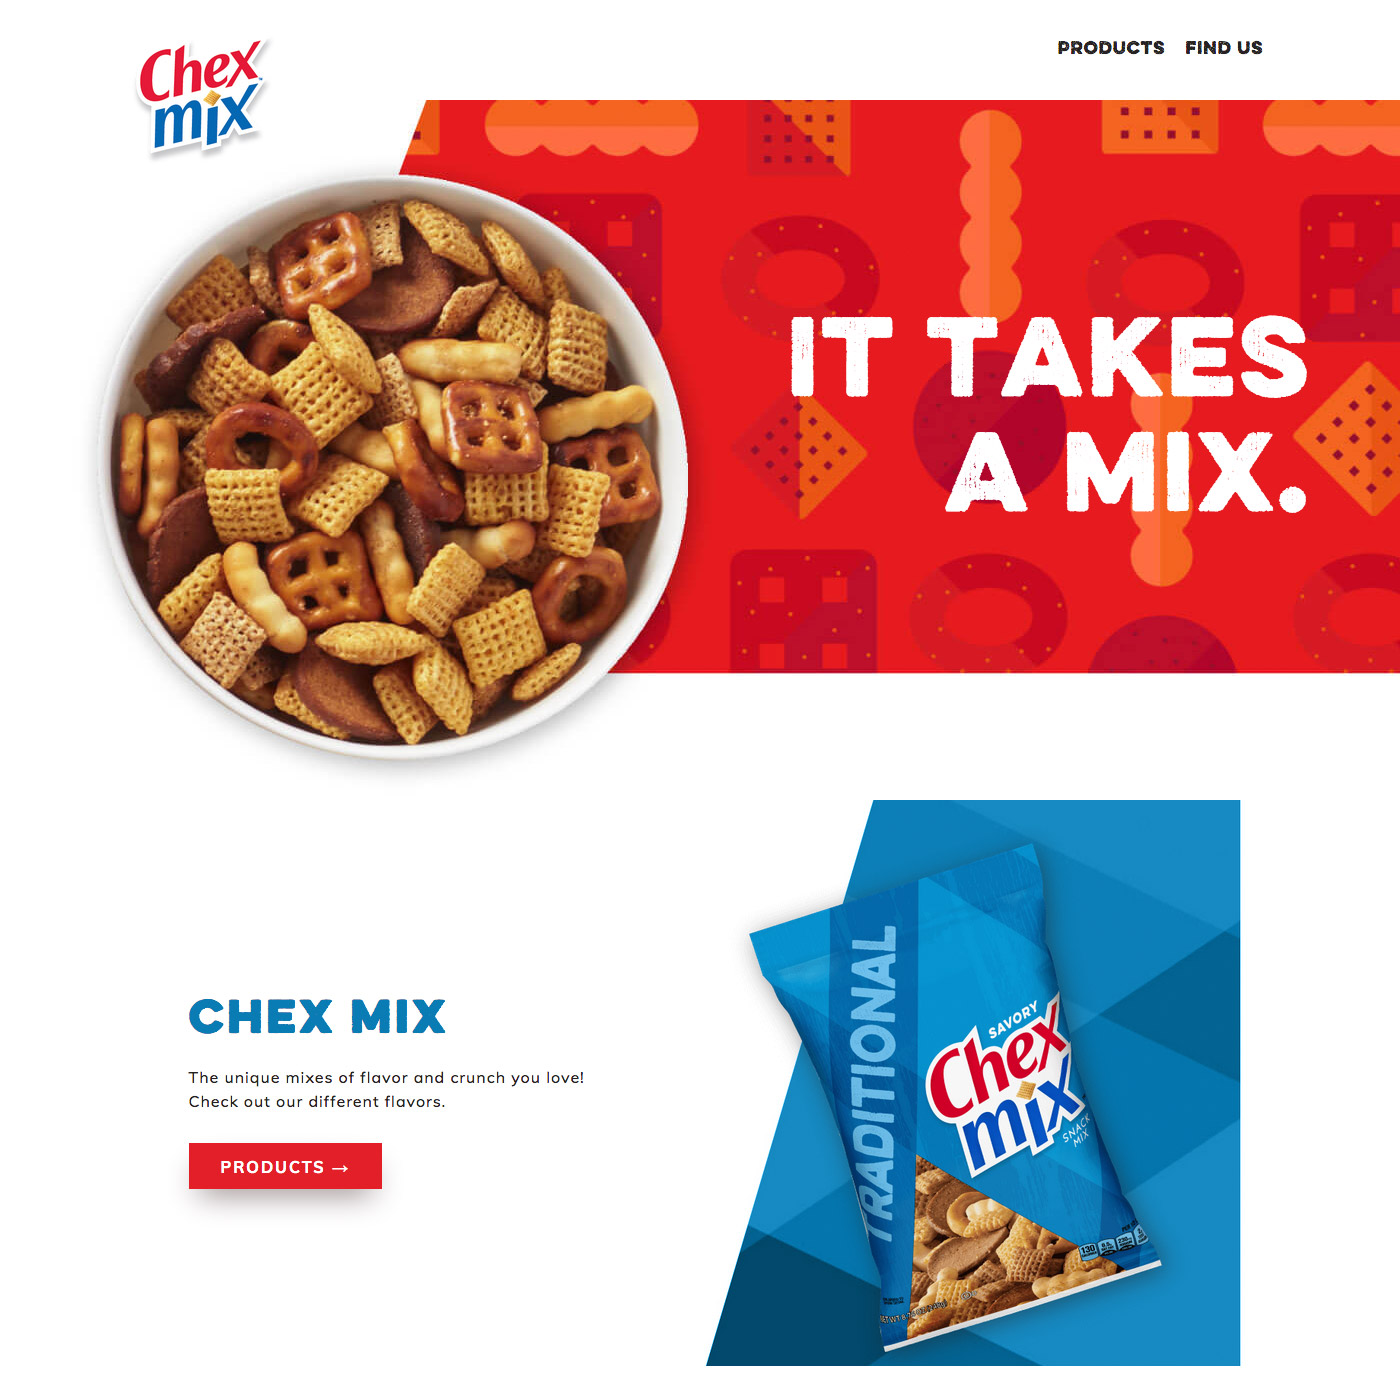 Chex
mix
PRODUCTS FIND US
IT TAKES
A MIX.
CHEX MIX
The unique mixes of flavor and crunch you love!
Check out our different flavors.
PRODUCTS →
TRADITIONAL
SAVORY
Chex
mix
SNACK
MIX
130